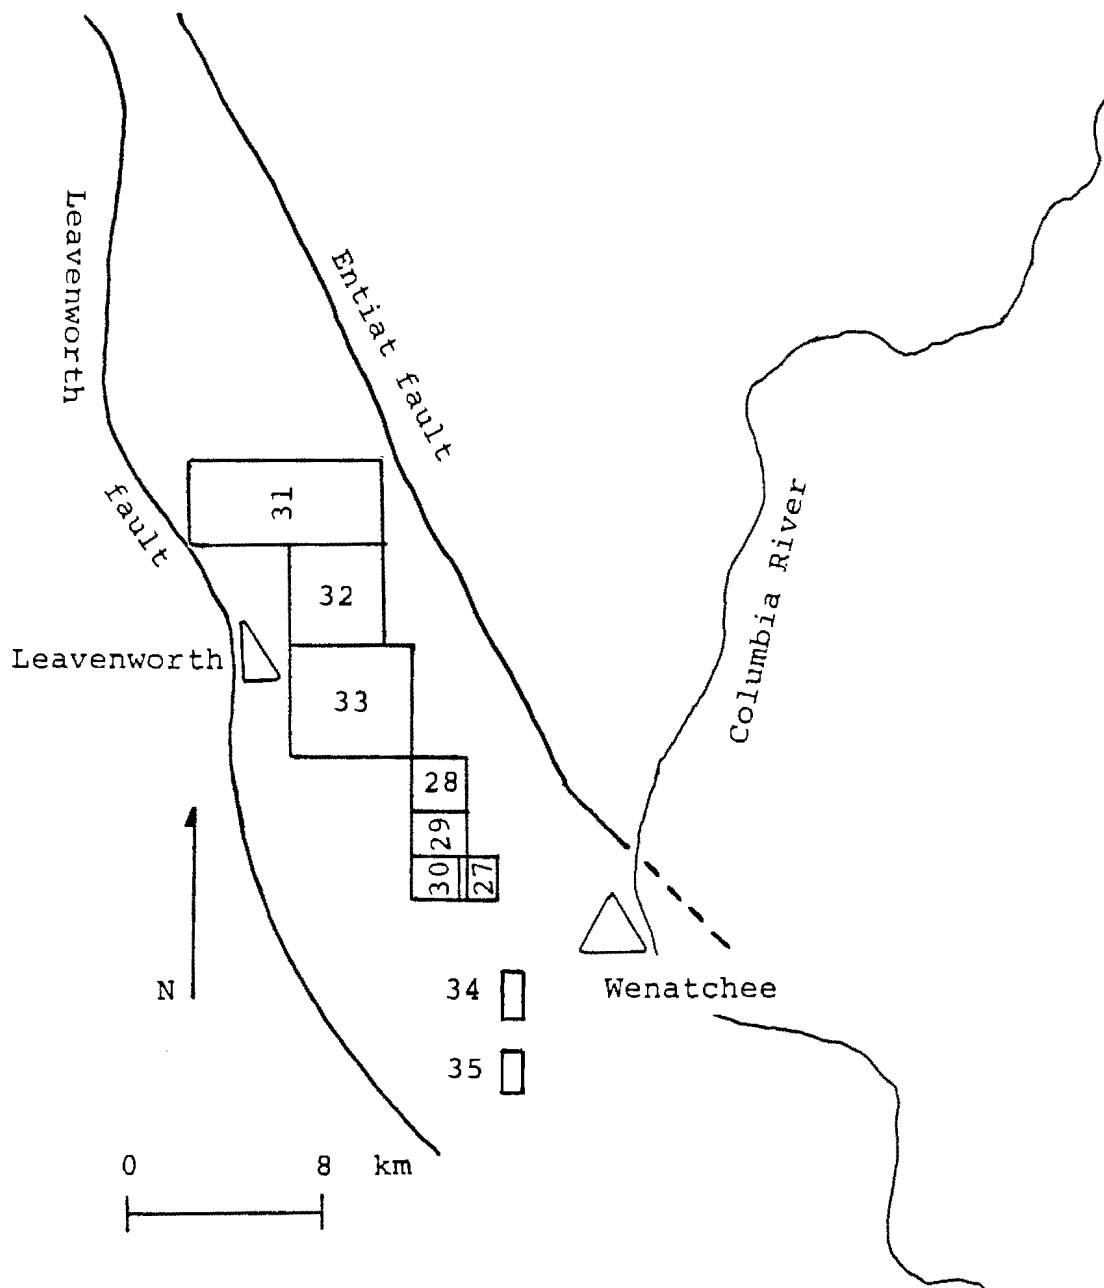 Leavenworth
fault
Entiat fault
Columbia River
31
32
Leavenworth
33
28
29
30
27
N
34
Wenatchee
35
0 8 km